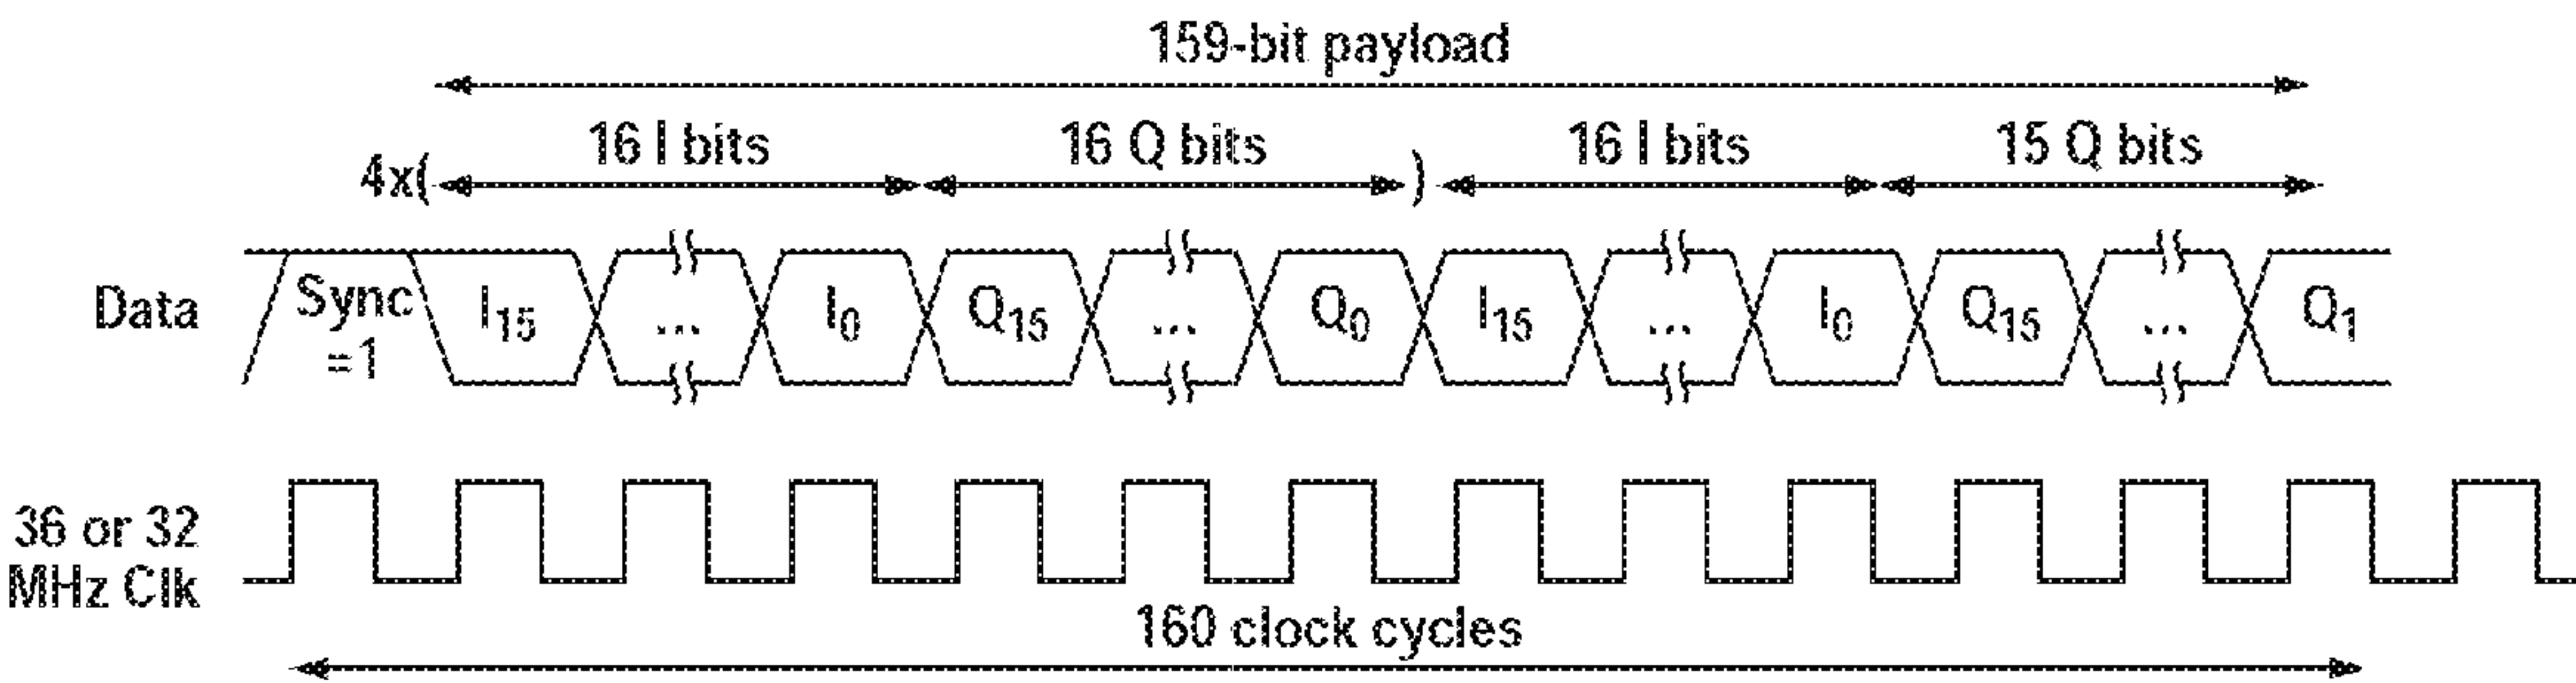 159-bit payload
4x( 16 I bits 16 Q bits ) 16 I bits 15 Q bits
Data Sync =1 I15 ... I0 Q15 ... Q0 I15 ... I0 Q15 ... Q1
36 or 32
MHz Clk
160 clock cycles